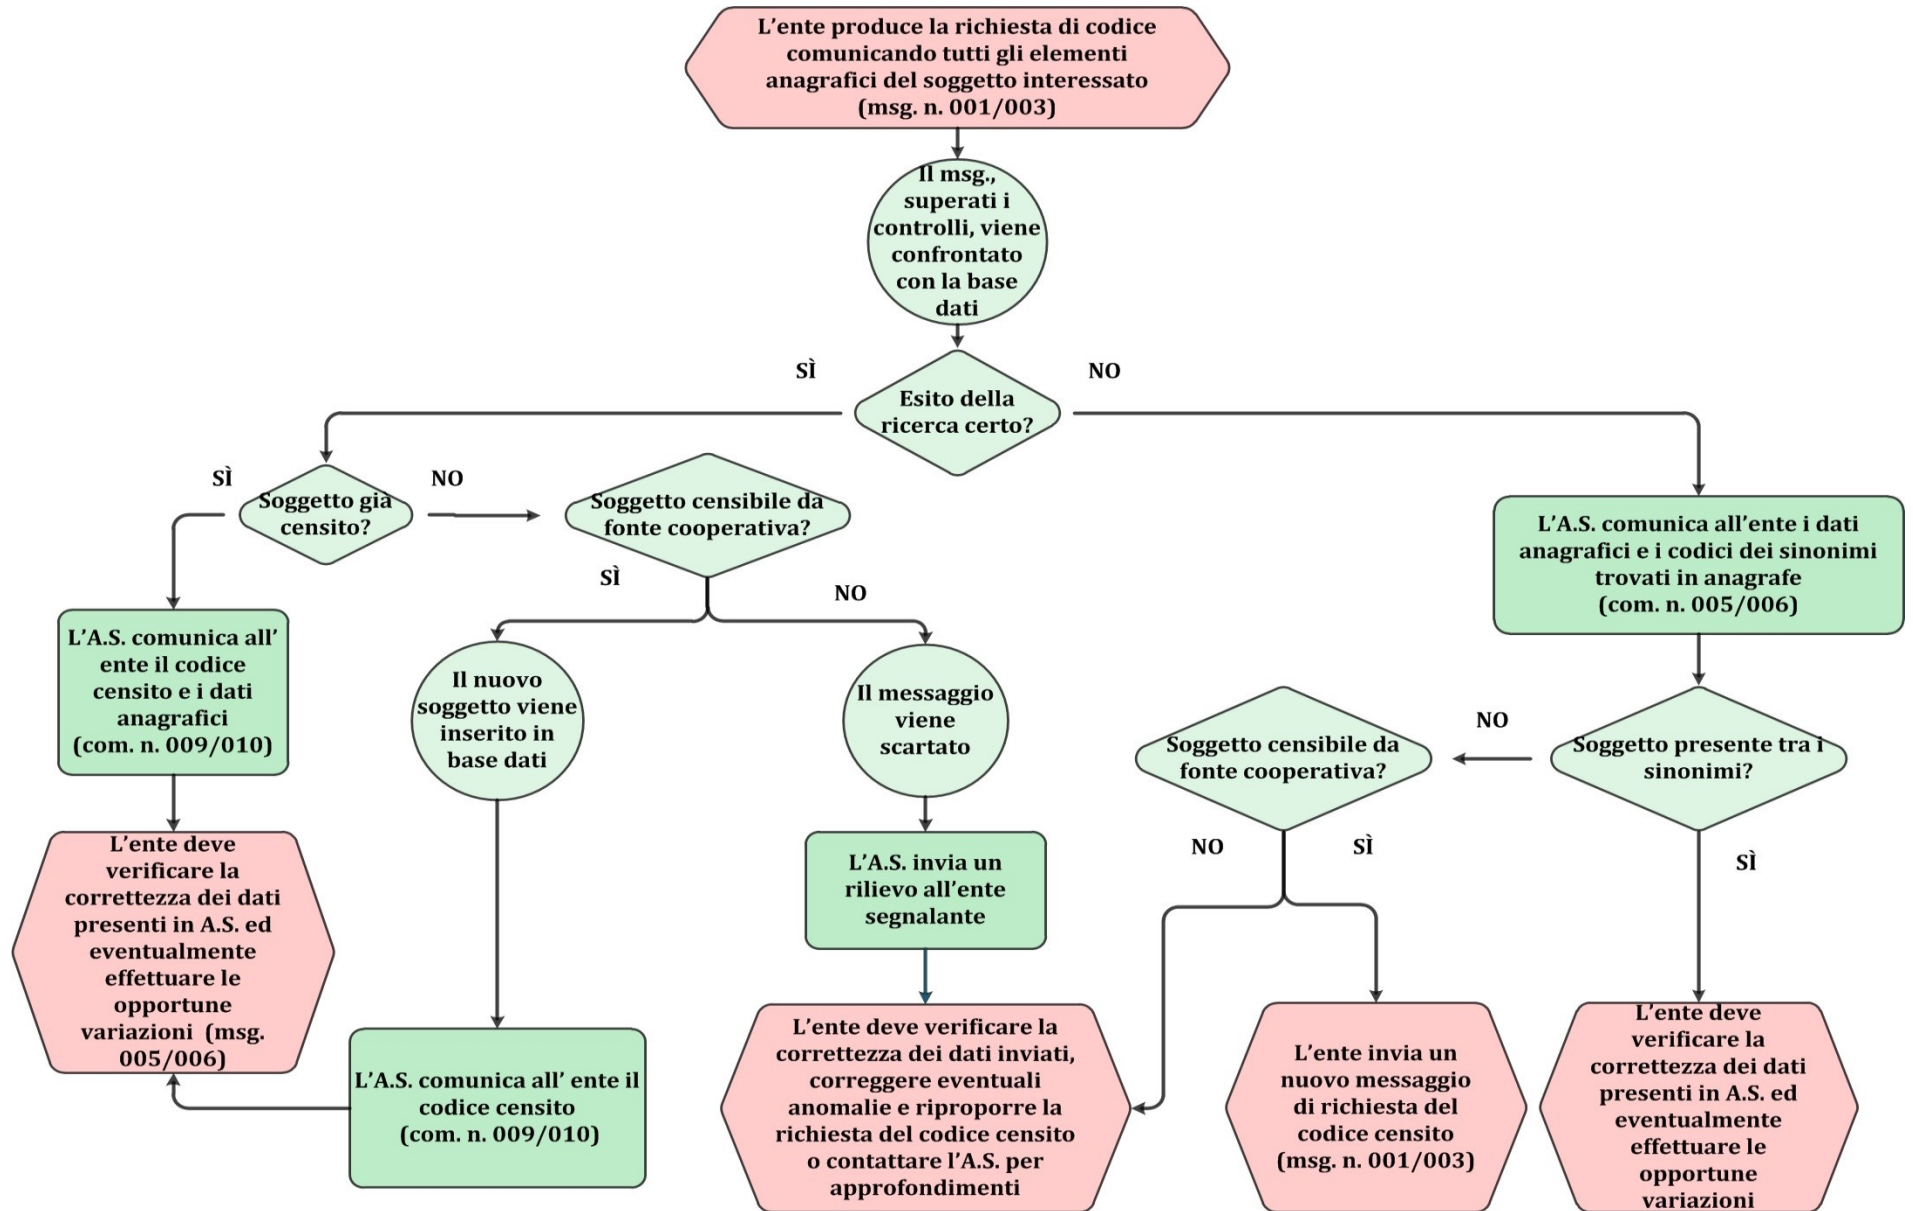 L'ente produce la richiesta di codice
comunicando tutti gli elementi
anagrafici del soggetto interessato
(msg. n. 001/003)
Il msg.,
superati i
controlli, viene
confrontato
con la base
dati
SÌ
NO
Esito della
ricerca certo?
SÌ
NO
Soggetto già
censito?
Soggetto censibile da
fonte cooperativa?
L'A.S. comunica all'ente i dati
anagrafici e i codici dei sinonimi
trovati in anagrafe
(com. n. 005/006)
SÌ
NO
L'A.S. comunica all'
ente il codice
censito e i dati
anagrafici
(com. n. 009/010)
Il nuovo
soggetto viene
inserito in
base dati
Il messaggio
viene
scartato
Soggetto censibile da
fonte cooperativa?
NO
Soggetto presente tra i
sinonimi?
L'ente deve
verificare la
correttezza dei dati
presenti in A.S. ed
eventualmente
effettuare le
opportune
variazioni (msg.
005/006)
L'A.S. invia un
rilievo all'ente
segnalante
NO
SÌ
SÌ
L'A.S. comunica all' ente il
codice censito
(com. n. 009/010)
L'ente deve verificare la
correttezza dei dati inviati,
correggere eventuali
anomalie e riproporre la
richiesta del codice censito
o contattare l'A.S. per
approfondimenti
L'ente invia un
nuovo messaggio
di richiesta del
codice censito
(msg. n. 001/003)
L'ente deve
verificare la
correttezza dei dati
presenti in A.S. ed
eventualmente
effettuare le
opportune
variazioni